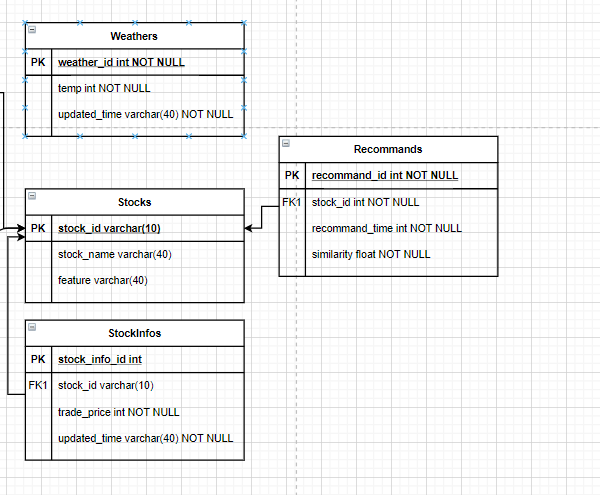 Weathers
PK weather_id int NOT NULL
temp int NOT NULL
updated_time varchar(40) NOT NULL
Recommands
PK recommand_id int NOT NULL
FK1 stock_id int NOT NULL
recommand_time int NOT NULL
similarity float NOT NULL
Stocks
PK stock_id varchar(10)
stock_name varchar(40)
feature varchar(40)
StockInfos
PK stock_info_id int
FK1 stock_id varchar(10)
trade_price int NOT NULL
updated_time varchar(40) NOT NULL